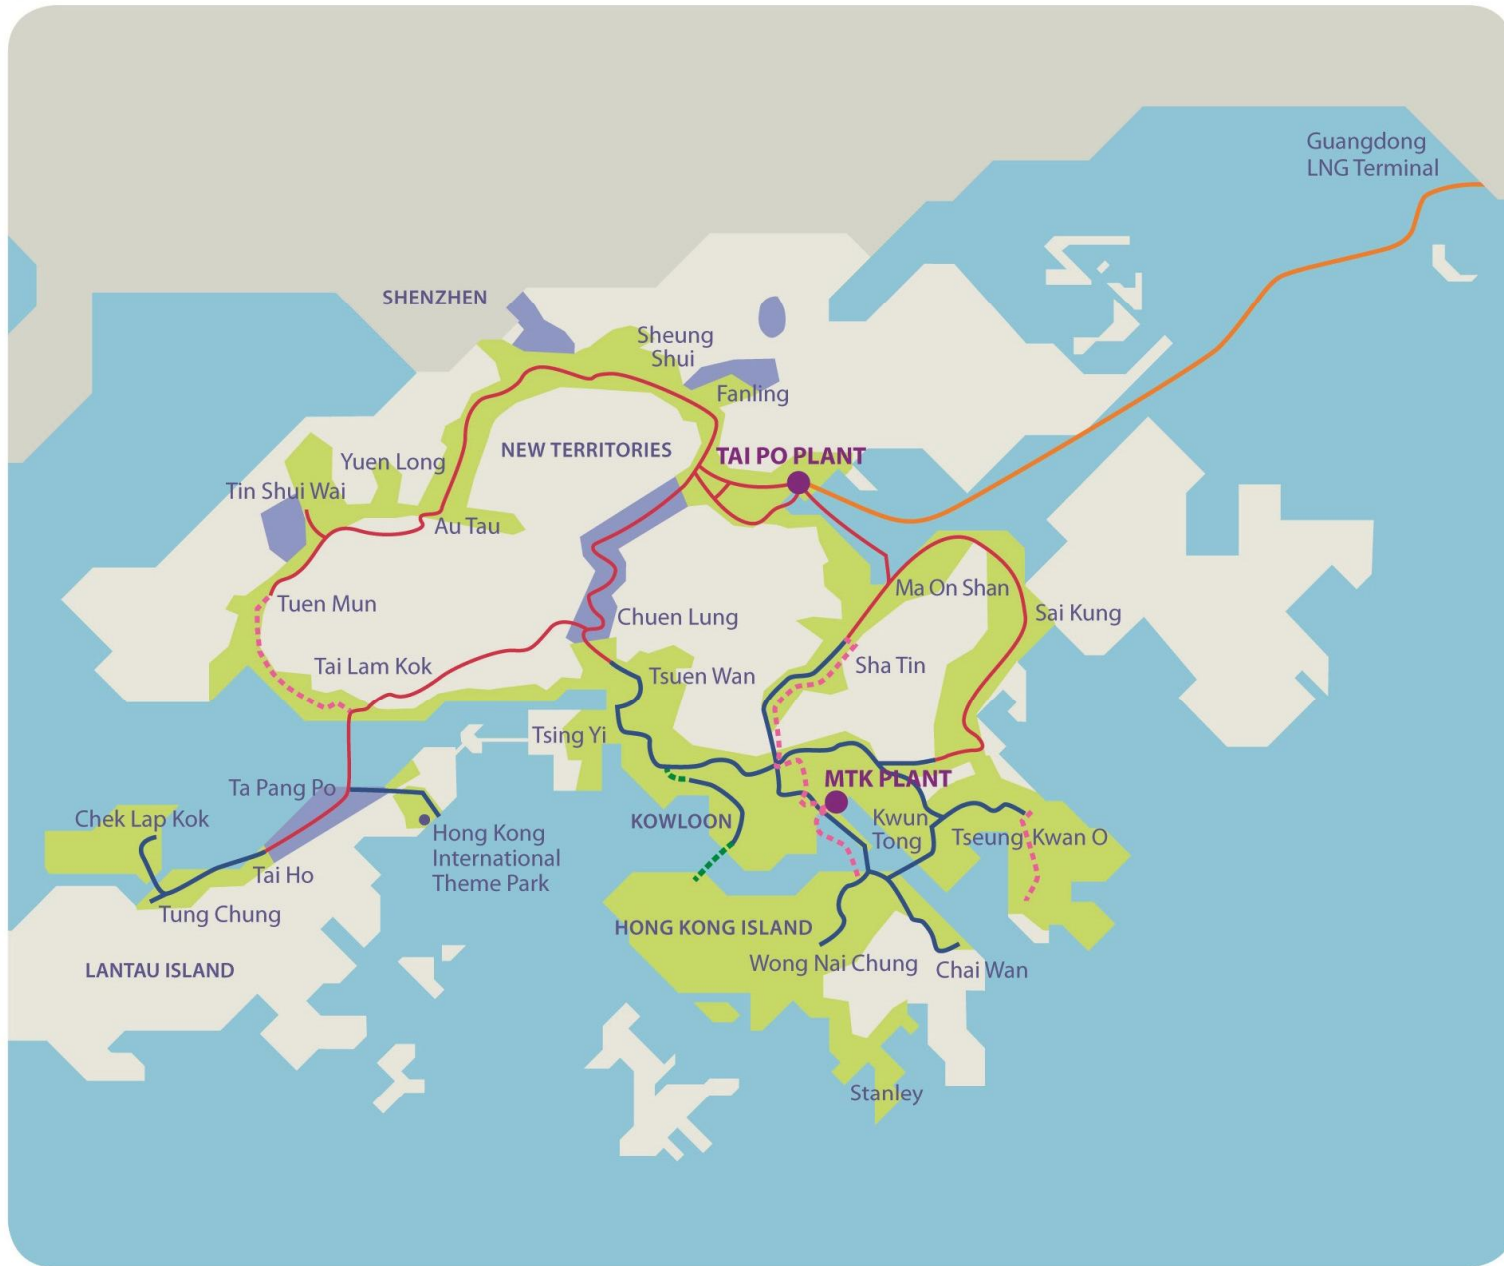 Guangdong
LNG Terminal
SHENZHEN
Sheung
Shui
Fanling
NEW TERRITORIES
TAI PO PLANT
Yuen Long
Tin Shui Wai
Au Tau
Ma On Shan
Tuen Mun
Chuen Lung
Sai Kung
Tai Lam Kok
Tsuen Wan
Sha Tin
Tsing Yi
Ta Pang Po
MTK PLANT
Chek Lap Kok
KOWLOON
Kwun
Tong
Tseung Kwan O
Hong Kong
International
Theme Park
Tai Ho
Tung Chung
HONG KONG ISLAND
Wong Nai Chung
Chai Wan
LANTAU ISLAND
Stanley